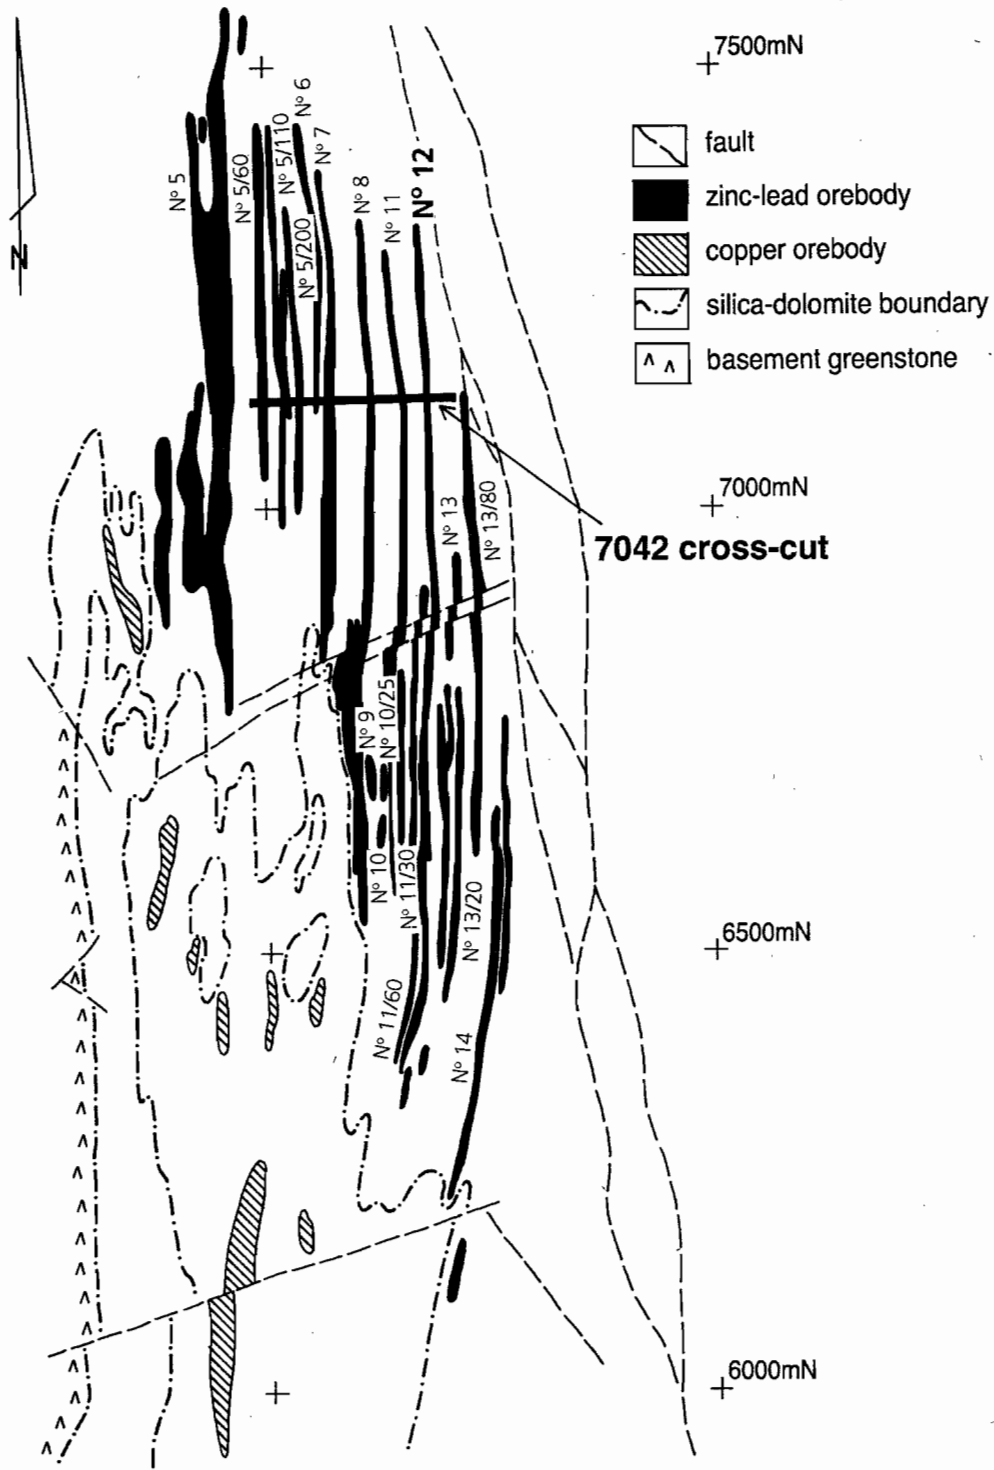 7500mN
fault
zinc-lead orebody
copper orebody
silica-dolomite boundary
^ ^ basement greenstone
N
Nº 5
Nº 5/60
Nº 5/110
Nº 6
Nº 5/200
Nº 7
Nº 8
Nº 11
Nº 12
7000mN
7042 cross-cut
Nº 13
Nº 13/80
Nº 9
Nº 10/25
Nº 10
Nº 11/30
Nº 13/20
6500mN
Nº 11/60
Nº 14
6000mN